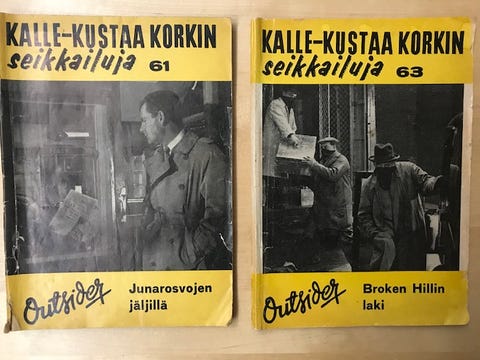 KALLE-KUSTAA KORKIN
seikkailuja 61
Outsider
Junarosvojen
jäljillä
KALLE-KUSTAA KORKIN
seikkailuja 63
Outsider
Broken Hillin
laki